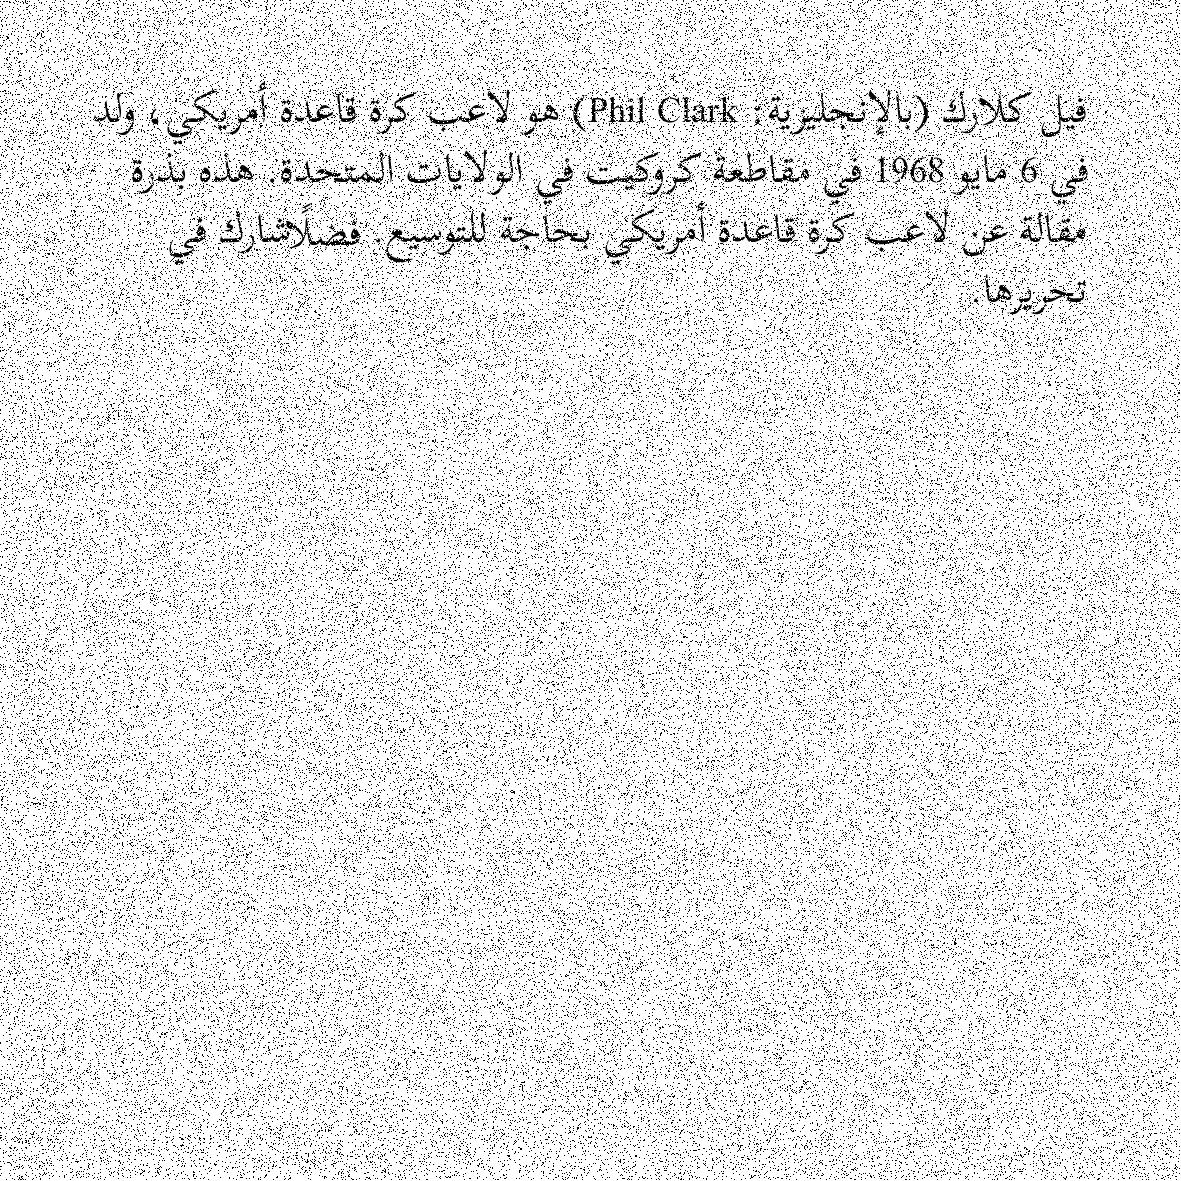 فيل كلارك (بالإنجليزية: Phil Clark) هو لاعب كرة قاعدة أمريكي، ولد
في 6 مايو 1968 في مقاطعة كروكيت في الولايات المتحدة. هذه بذرة
مقالة عن لاعب كرة قاعدة أمريكي بحاجة للتوسيع. فضلًاشارك في
تحريرها.